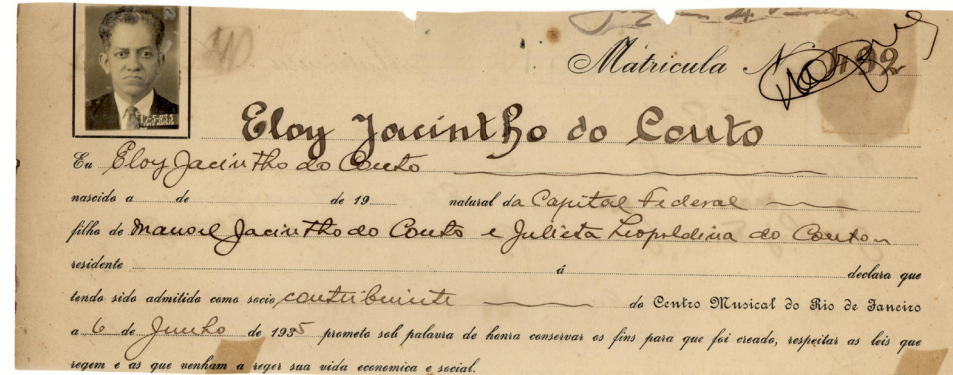 Matricula N 492
Eloy Jacintho do Couto
Eu Eloy Jacintho do Couto
nascido a de de 19 natural da Capital Federal
filho de Manoel Jacintho do Couto e Julieta Leopoldina do Couto
residente á declara que
tendo sido admitido como socio contribuinte do Centro Musical do Rio de Janeiro
a 6 de Junho de 1935 prometo sob palavra de honra conservar os fins para que foi creado, respeitar as leis que
regem e as que venham a reger sua vida economica e social.